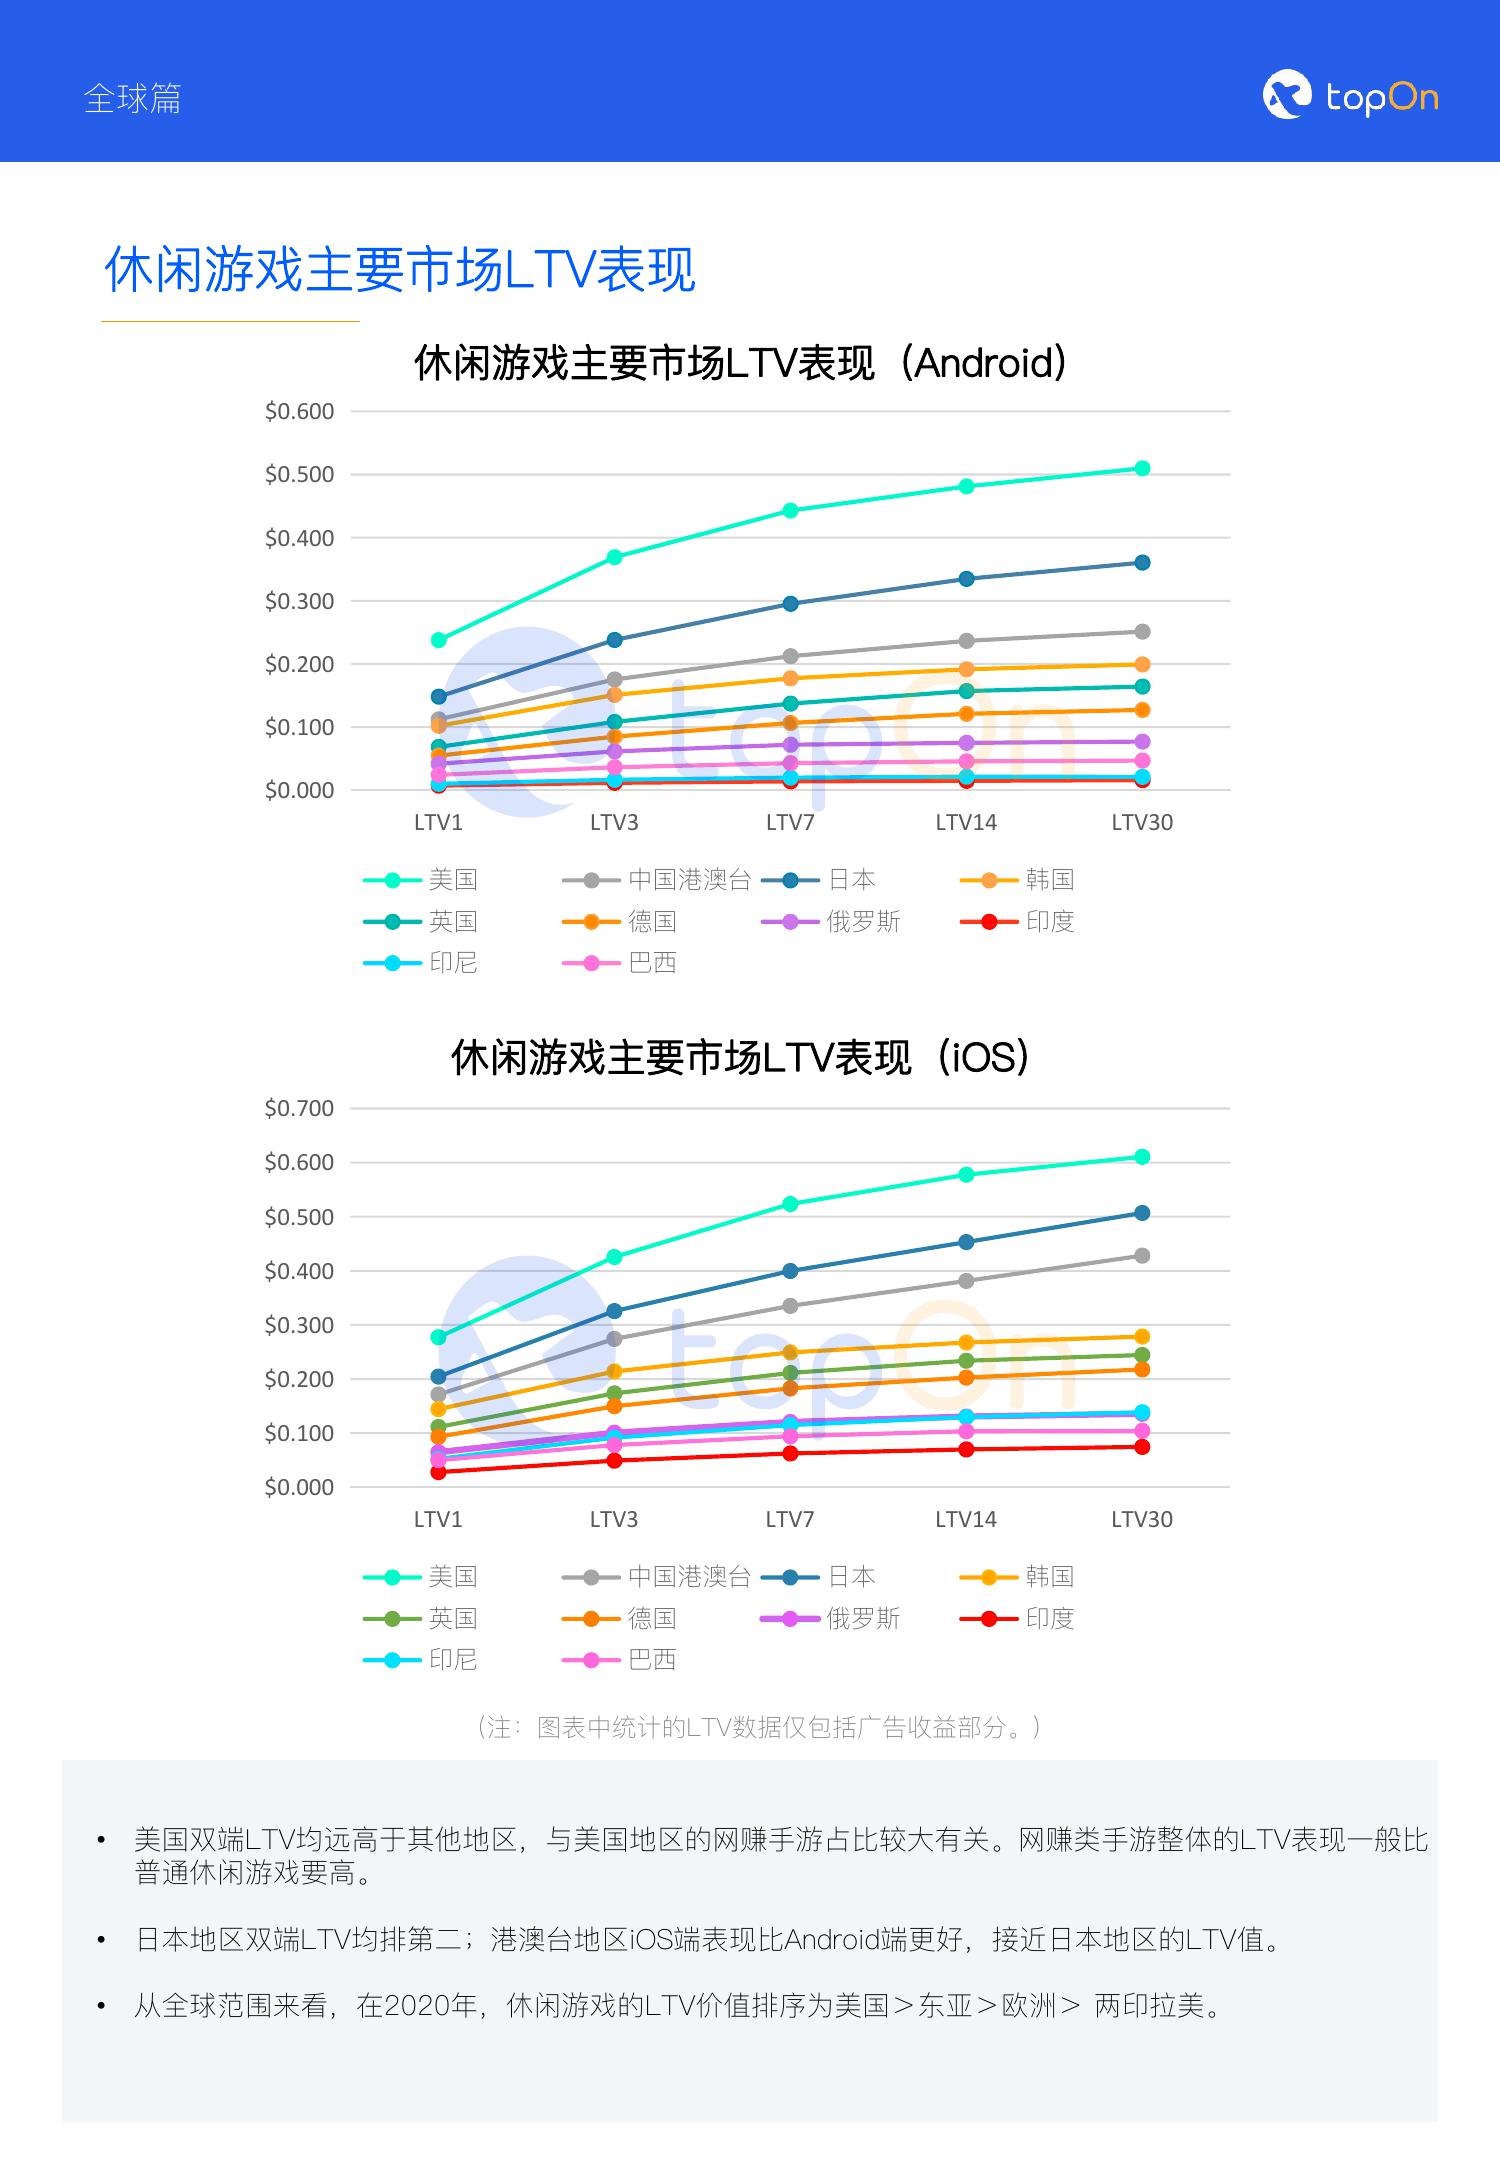 全球篇
topOn
休闲游戏主要市场LTV表现
休闲游戏主要市场LTV表现（Android）
$0.600
$0.500
$0.400
$0.300
$0.200
$0.100
$0.000
LTV1 LTV3 LTV7 LTV14 LTV30
topOn
美国 中国港澳台 日本 韩国
英国 德国 俄罗斯 印度
印尼 巴西
休闲游戏主要市场LTV表现（iOS）
$0.700
$0.600
$0.500
$0.400
$0.300
$0.200
$0.100
$0.000
LTV1 LTV3 LTV7 LTV14 LTV30
topOn
美国 中国港澳台 日本 韩国
英国 德国 俄罗斯 印度
印尼 巴西
（注：图表中统计的LTV数据仅包括广告收益部分。）
• 美国双端LTV均远高于其他地区，与美国地区的网赚手游占比较大有关。网赚类手游整体的LTV表现一般比
普通休闲游戏要高。
• 日本地区双端LTV均排第二；港澳台地区iOS端表现比Android端更好，接近日本地区的LTV值。
• 从全球范围来看，在2020年，休闲游戏的LTV价值排序为美国＞东亚＞欧洲＞ 两印拉美。